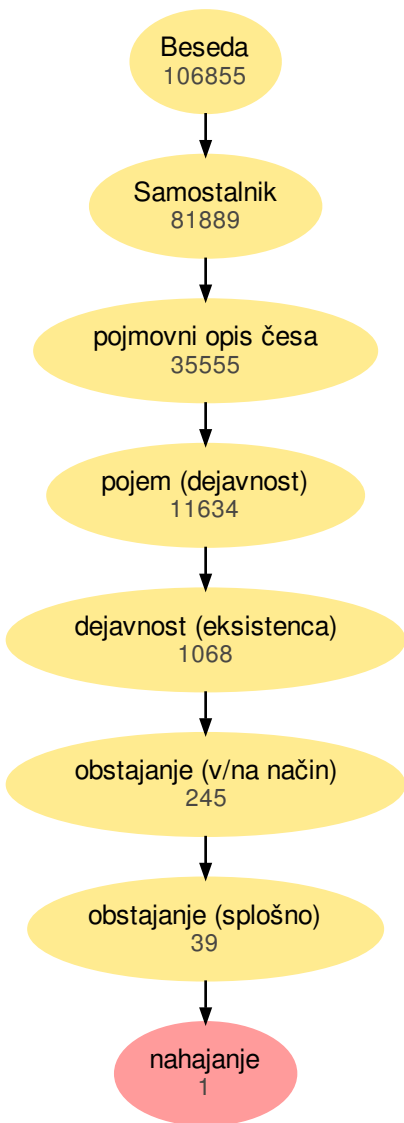 Beseda
106855
Samostalnik
81889
pojmovni opis česa
35555
pojem (dejavnost)
11634
dejavnost (eksistenca)
1068
obstajanje (v/na način)
245
obstajanje (splošno)
39
nahajanje
1